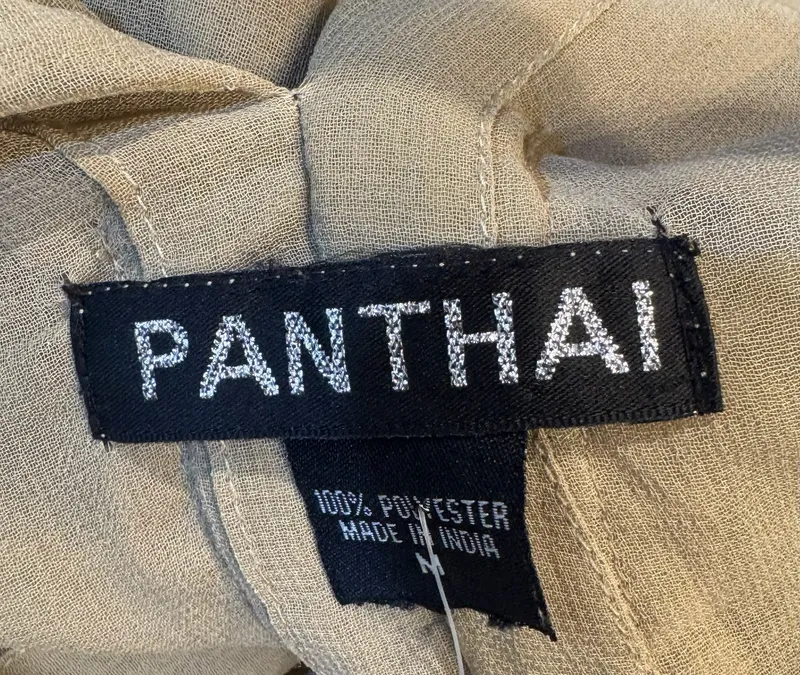 PANTHAI
100% POLYESTER
MADE IN INDIA
M